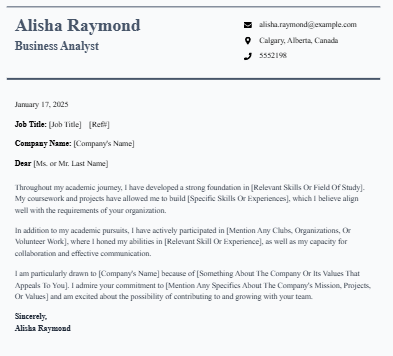 Alisha Raymond
Business Analyst
alisha.raymond@example.com
Calgary, Alberta, Canada
5552198
January 17, 2025
Job Title: [Job Title] [Ref#]
Company Name: [Company's Name]
Dear [Ms. or Mr. Last Name]
Throughout my academic journey, I have developed a strong foundation in [Relevant Skills Or Field Of Study].
My coursework and projects have allowed me to build [Specific Skills Or Experiences], which I believe align
well with the requirements of your organization.
In addition to my academic pursuits, I have actively participated in [Mention Any Clubs, Organizations, Or
Volunteer Work], where I honed my abilities in [Relevant Skill Or Experience], as well as my capacity for
collaboration and effective communication.
I am particularly drawn to [Company's Name] because of [Something About The Company Or Its Values That
Appeals To You]. I admire your commitment to [Mention Any Specifics About The Company's Mission, Projects,
Or Values] and am excited about the possibility of contributing to and growing with your team.
Sincerely,
Alisha Raymond